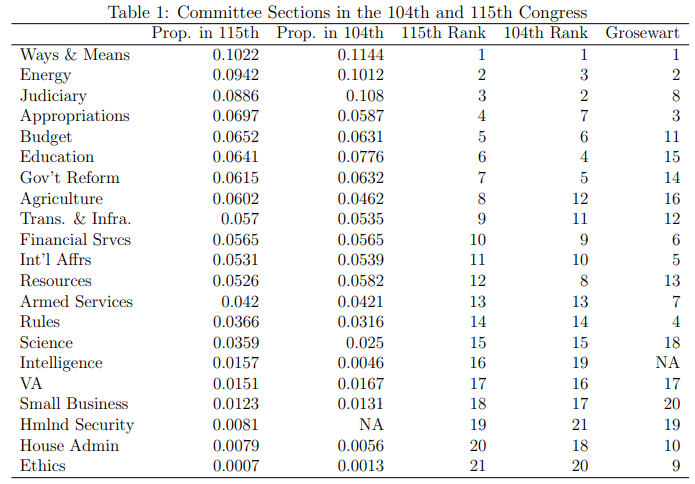 Table 1: Committee Sections in the 104th and 115th Congress
Prop. in 115th Prop. in 104th 115th Rank 104th Rank Grosewart
Ways & Means 0.1022 0.1144 1 1 1
Energy 0.0942 0.1012 2 3 2
Judiciary 0.0886 0.108 3 2 8
Appropriations 0.0697 0.0587 4 7 3
Budget 0.0652 0.0631 5 6 11
Education 0.0641 0.0776 6 4 15
Gov't Reform 0.0615 0.0632 7 5 14
Agriculture 0.0602 0.0462 8 12 16
Trans. & Infra. 0.057 0.0535 9 11 12
Financial Srvcs 0.0565 0.0565 10 9 6
Int'l Affrs 0.0531 0.0539 11 10 5
Resources 0.0526 0.0582 12 8 13
Armed Services 0.042 0.0421 13 13 7
Rules 0.0366 0.0316 14 14 4
Science 0.0359 0.025 15 15 18
Intelligence 0.0157 0.0046 16 19 NA
VA 0.0151 0.0167 17 16 17
Small Business 0.0123 0.0131 18 17 20
Hmlnd Security 0.0081 NA 19 21 19
House Admin 0.0079 0.0056 20 18 10
Ethics 0.0007 0.0013 21 20 9